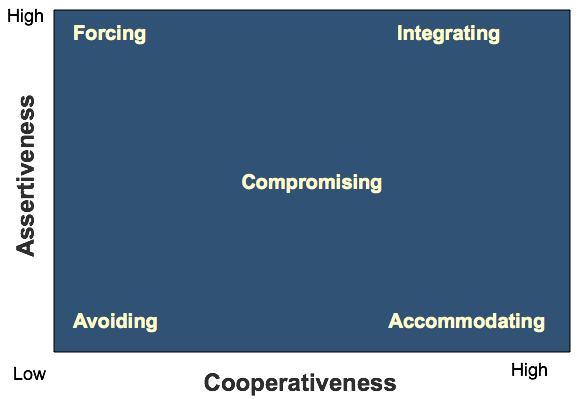 High
Forcing
Integrating
Assertiveness
Compromising
Avoiding
Accommodating
Low
High
Cooperativeness